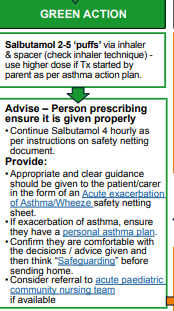 GREEN ACTION
Salbutamol 2-5 ‘puffs’ via inhaler
& spacer (check inhaler technique) -
use higher dose if Tx started by
parent as per asthma action plan.
Advise – Person prescribing
ensure it is given properly
• Continue Salbutamol 4 hourly as
per instructions on safety netting
document.
Provide:
• Appropriate and clear guidance
should be given to the patient/carer
in the form of an Acute exacerbation
of Asthma/Wheeze safety netting
sheet.
• If exacerbation of asthma, ensure
they have a personal asthma plan.
• Confirm they are comfortable with
the decisions / advice given and
then think “Safeguarding” before
sending home.
• Consider referral to acute paediatric
community nursing team
if available